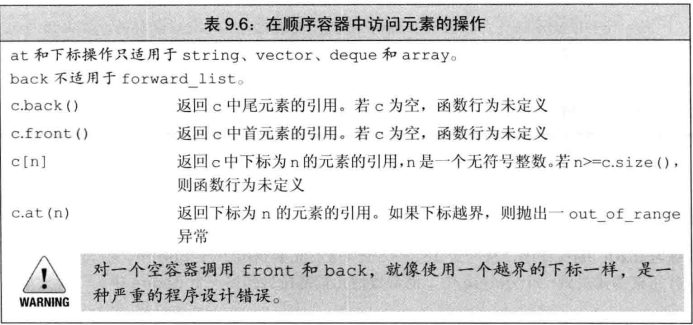 表 9.6：在顺序容器中访问元素的操作
at 和下标操作只适用于 string、vector、deque 和 array。
back 不适用于 forward_list。
c.back() 返回 c 中尾元素的引用。若 c 为空，函数行为未定义
c.front() 返回 c 中首元素的引用。若 c 为空，函数行为未定义
c[n] 返回 c 中下标为 n 的元素的引用，n 是一个无符号整数。若 n>=c.size()，
则函数行为未定义
c.at(n) 返回下标为 n 的元素的引用。如果下标越界，则抛出一 out_of_range
异常
对一个空容器调用 front 和 back，就像使用一个越界的下标一样，是一
WARNING 种严重的程序设计错误。